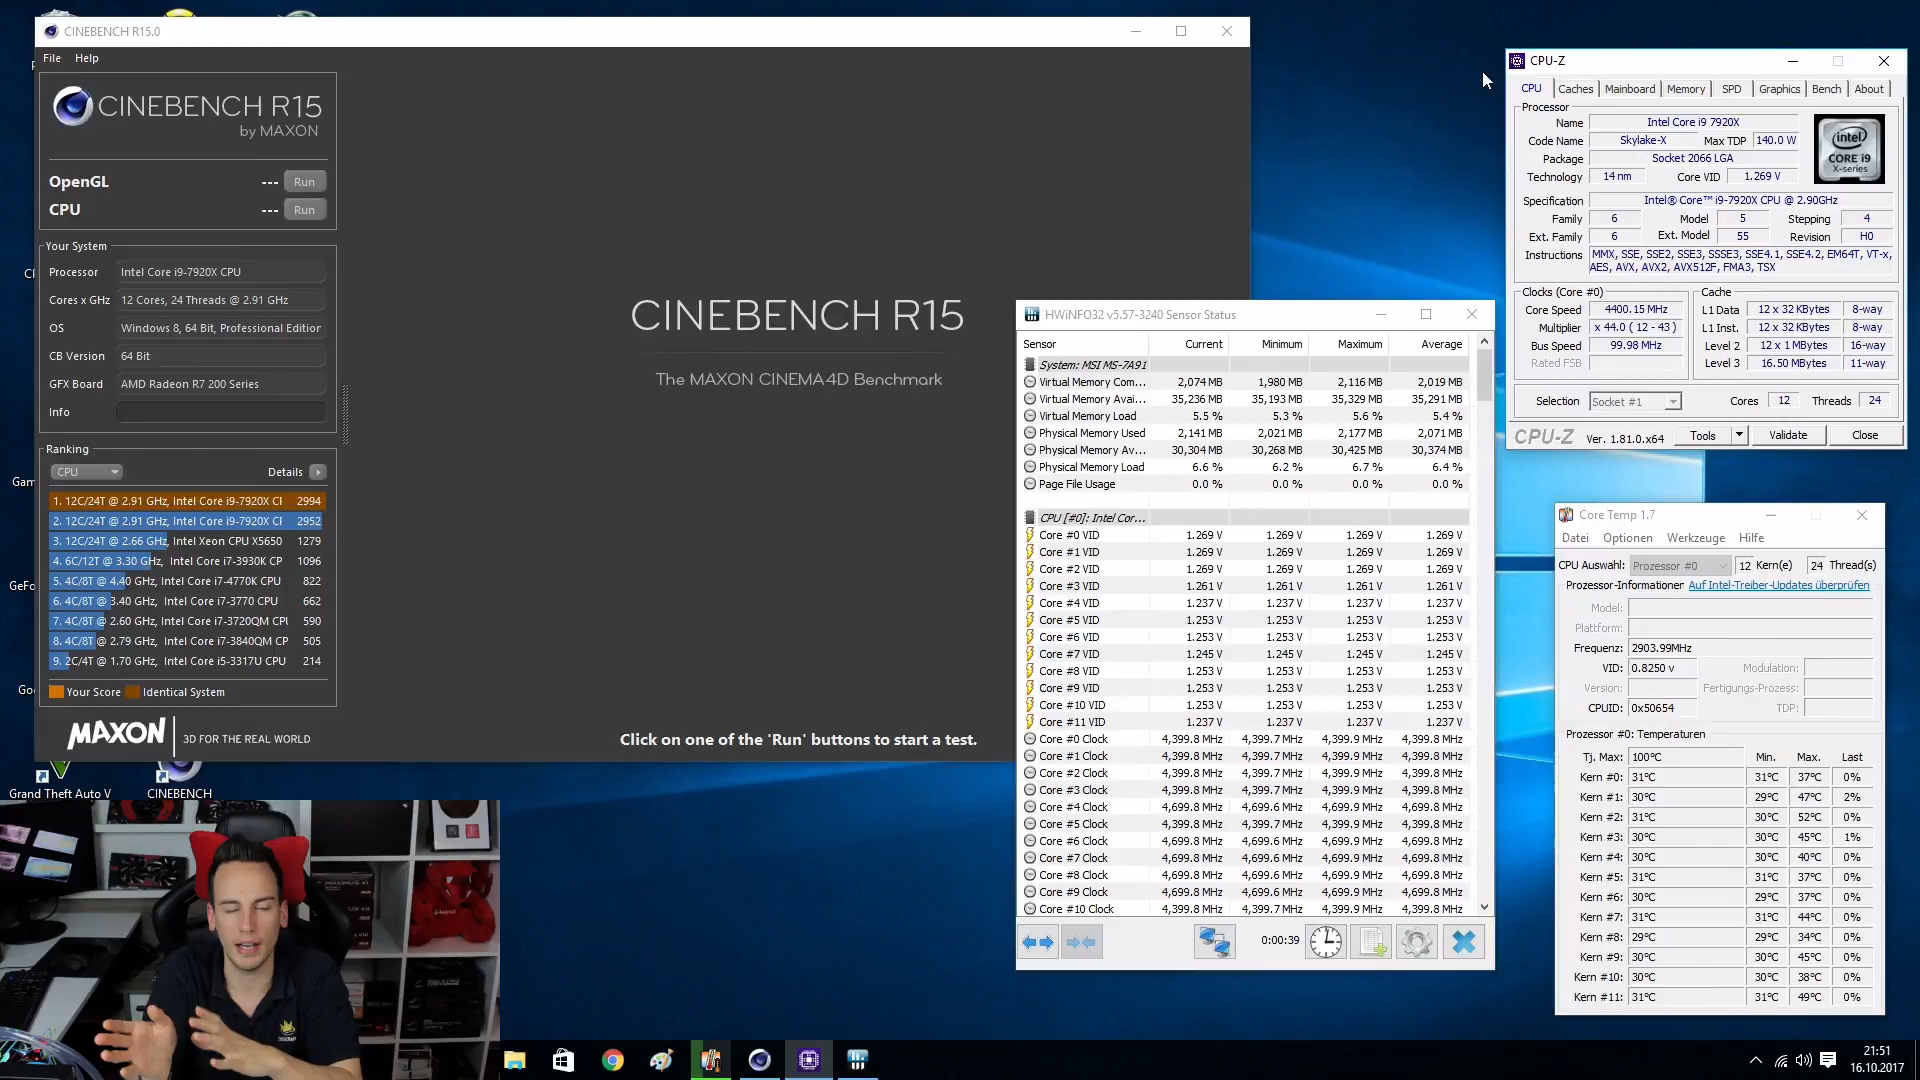 CINEBENCH R15.0
File Help
CINEBENCH R15
by MAXON
OpenGL --- Run
CPU --- Run
Your System
Processor Intel Core i9-7920X CPU
Cores x GHz 12 Cores, 24 Threads @ 2.91 GHz
OS Windows 8, 64 Bit, Professional Edition
CB Version 64 Bit
GFX Board AMD Radeon R7 200 Series
Info
Ranking
CPU Details
1. 12C/24T @ 2.91 GHz, Intel Core i9-7920X CF 2994
2. 12C/24T @ 2.91 GHz, Intel Core i9-7920X CF 2952
3. 12C/24T @ 2.66 GHz, Intel Xeon CPU X5650 1279
4. 6C/12T @ 3.30 GHz, Intel Core i7-3930K CP 1096
5. 4C/8T @ 4.40 GHz, Intel Core i7-4770K CPU 822
6. 4C/8T @ 3.40 GHz, Intel Core i7-3770 CPU 662
7. 4C/8T @ 2.60 GHz, Intel Core i7-3720QM CPU 590
8. 4C/8T @ 2.79 GHz, Intel Core i7-3840QM CP 505
9. 2C/4T @ 1.70 GHz, Intel Core i5-3317U CPU 214
Your Score Identical System
MAXON 3D FOR THE REAL WORLD
CINEBENCH R15
The MAXON CINEMA4D Benchmark
Click on one of the 'Run' buttons to start a test.
Gam
GeFo
Goo
Grand Theft Auto V
CINEBENCH
HWiNFO32 v5.57-3240 Sensor Status
Sensor Current Minimum Maximum Average
System: MSI MS-7A91
Virtual Memory Com... 2,074 MB 1,980 MB 2,116 MB 2,019 MB
Virtual Memory Avai... 35,236 MB 35,193 MB 35,329 MB 35,291 MB
Virtual Memory Load 5.5 % 5.3 % 5.6 % 5.4 %
Physical Memory Used 2,141 MB 2,021 MB 2,177 MB 2,071 MB
Physical Memory Av... 30,304 MB 30,268 MB 30,425 MB 30,374 MB
Physical Memory Load 6.6 % 6.2 % 6.7 % 6.4 %
Page File Usage 0.0 % 0.0 % 0.0 % 0.0 %
CPU [#0]: Intel Cor...
Core #0 VID 1.269 V 1.269 V 1.269 V 1.269 V
Core #1 VID 1.269 V 1.269 V 1.269 V 1.269 V
Core #2 VID 1.269 V 1.269 V 1.269 V 1.269 V
Core #3 VID 1.261 V 1.261 V 1.261 V 1.261 V
Core #4 VID 1.237 V 1.237 V 1.237 V 1.237 V
Core #5 VID 1.253 V 1.253 V 1.253 V 1.253 V
Core #6 VID 1.253 V 1.253 V 1.253 V 1.253 V
Core #7 VID 1.245 V 1.245 V 1.245 V 1.245 V
Core #8 VID 1.253 V 1.253 V 1.253 V 1.253 V
Core #9 VID 1.253 V 1.253 V 1.253 V 1.253 V
Core #10 VID 1.253 V 1.253 V 1.253 V 1.253 V
Core #11 VID 1.237 V 1.237 V 1.237 V 1.237 V
Core #0 Clock 4,399.8 MHz 4,399.7 MHz 4,399.9 MHz 4,399.8 MHz
Core #1 Clock 4,399.8 MHz 4,399.7 MHz 4,399.9 MHz 4,399.8 MHz
Core #2 Clock 4,399.8 MHz 4,399.7 MHz 4,399.9 MHz 4,399.8 MHz
Core #3 Clock 4,399.8 MHz 4,399.7 MHz 4,399.9 MHz 4,399.8 MHz
Core #4 Clock 4,699.8 MHz 4,699.6 MHz 4,699.9 MHz 4,699.8 MHz
Core #5 Clock 4,399.8 MHz 4,399.7 MHz 4,399.9 MHz 4,399.8 MHz
Core #6 Clock 4,699.8 MHz 4,699.6 MHz 4,699.9 MHz 4,699.8 MHz
Core #7 Clock 4,699.8 MHz 4,699.6 MHz 4,699.9 MHz 4,699.8 MHz
Core #8 Clock 4,699.8 MHz 4,699.6 MHz 4,699.9 MHz 4,699.8 MHz
Core #9 Clock 4,699.8 MHz 4,699.6 MHz 4,699.9 MHz 4,699.8 MHz
Core #10 Clock 4,399.8 MHz 4,399.7 MHz 4,399.9 MHz 4,399.8 MHz
0:00:39
CPU-Z
CPU Caches Mainboard Memory SPD Graphics Bench About
Processor
Name Intel Core i9 7920X
Code Name Skylake-X Max TDP 140.0 W
Package Socket 2066 LGA
Technology 14 nm Core VID 1.269 V
intel CORE i9 X-series
Specification Intel® Core™ i9-7920X CPU @ 2.90GHz
Family 6 Model 5 Stepping 4
Ext. Family 6 Ext. Model 55 Revision H0
Instructions MMX, SSE, SSE2, SSE3, SSSE3, SSE4.1, SSE4.2, EM64T, VT-x,
AES, AVX, AVX2, AVX512F, FMA3, TSX
Clocks (Core #0) Cache
Core Speed 4400.15 MHz L1 Data 12 x 32 KBytes 8-way
Multiplier x 44.0 ( 12 - 43 ) L1 Inst. 12 x 32 KBytes 8-way
Bus Speed 99.98 MHz Level 2 12 x 1 MBytes 16-way
Rated FSB Level 3 16.50 MBytes 11-way
Selection Socket #1 Cores 12 Threads 24
CPU-Z Ver. 1.81.0.x64 Tools Validate Close
Core Temp 1.7
Datei Optionen Werkzeuge Hilfe
CPU Auswahl: Prozessor #0 12 Kern(e) 24 Thread(s)
Prozessor-Informationen Auf Intel-Treiber-Updates überprüfen
Model:
Plattform:
Frequenz: 2903.99MHz
VID: 0.8250 v Modulation:
Version: Fertigungs-Prozess:
CPUID: 0x50654 TDP:
Prozessor #0: Temperaturen
Tj. Max: 100°C Min. Max. Last
Kern #0: 31°C 31°C 37°C 0%
Kern #1: 30°C 29°C 47°C 2%
Kern #2: 31°C 30°C 52°C 0%
Kern #3: 30°C 30°C 45°C 1%
Kern #4: 30°C 30°C 40°C 0%
Kern #5: 31°C 31°C 37°C 0%
Kern #6: 30°C 29°C 37°C 0%
Kern #7: 31°C 31°C 44°C 0%
Kern #8: 29°C 29°C 34°C 0%
Kern #9: 30°C 30°C 45°C 0%
Kern #10: 30°C 30°C 38°C 0%
Kern #11: 31°C 31°C 49°C 0%
21:51
16.10.2017